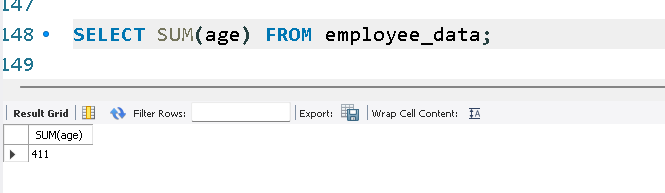 147
148 • SELECT SUM(age) FROM employee_data;
149
Result Grid Filter Rows: Export: Wrap Cell Content: IA
SUM(age)
411